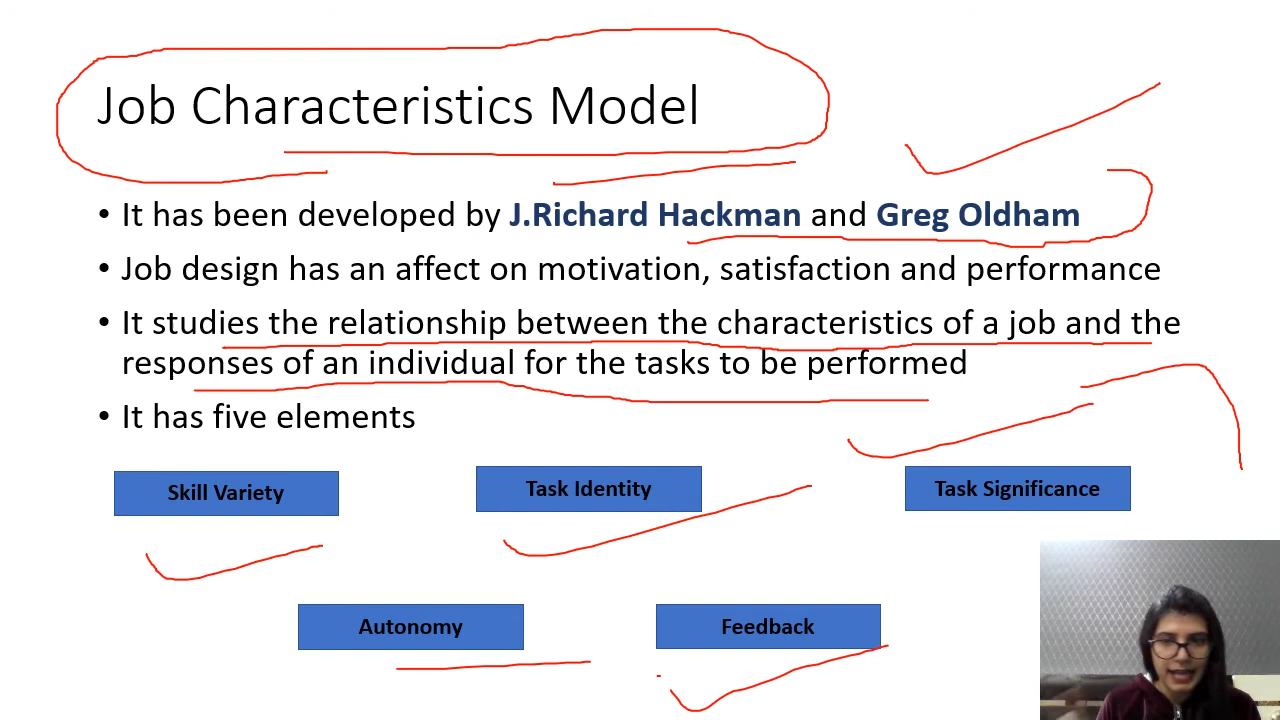 Job Characteristics Model
• It has been developed by J.Richard Hackman and Greg Oldham
• Job design has an affect on motivation, satisfaction and performance
• It studies the relationship between the characteristics of a job and the
responses of an individual for the tasks to be performed
• It has five elements
Skill Variety
Task Identity
Task Significance
Autonomy
Feedback